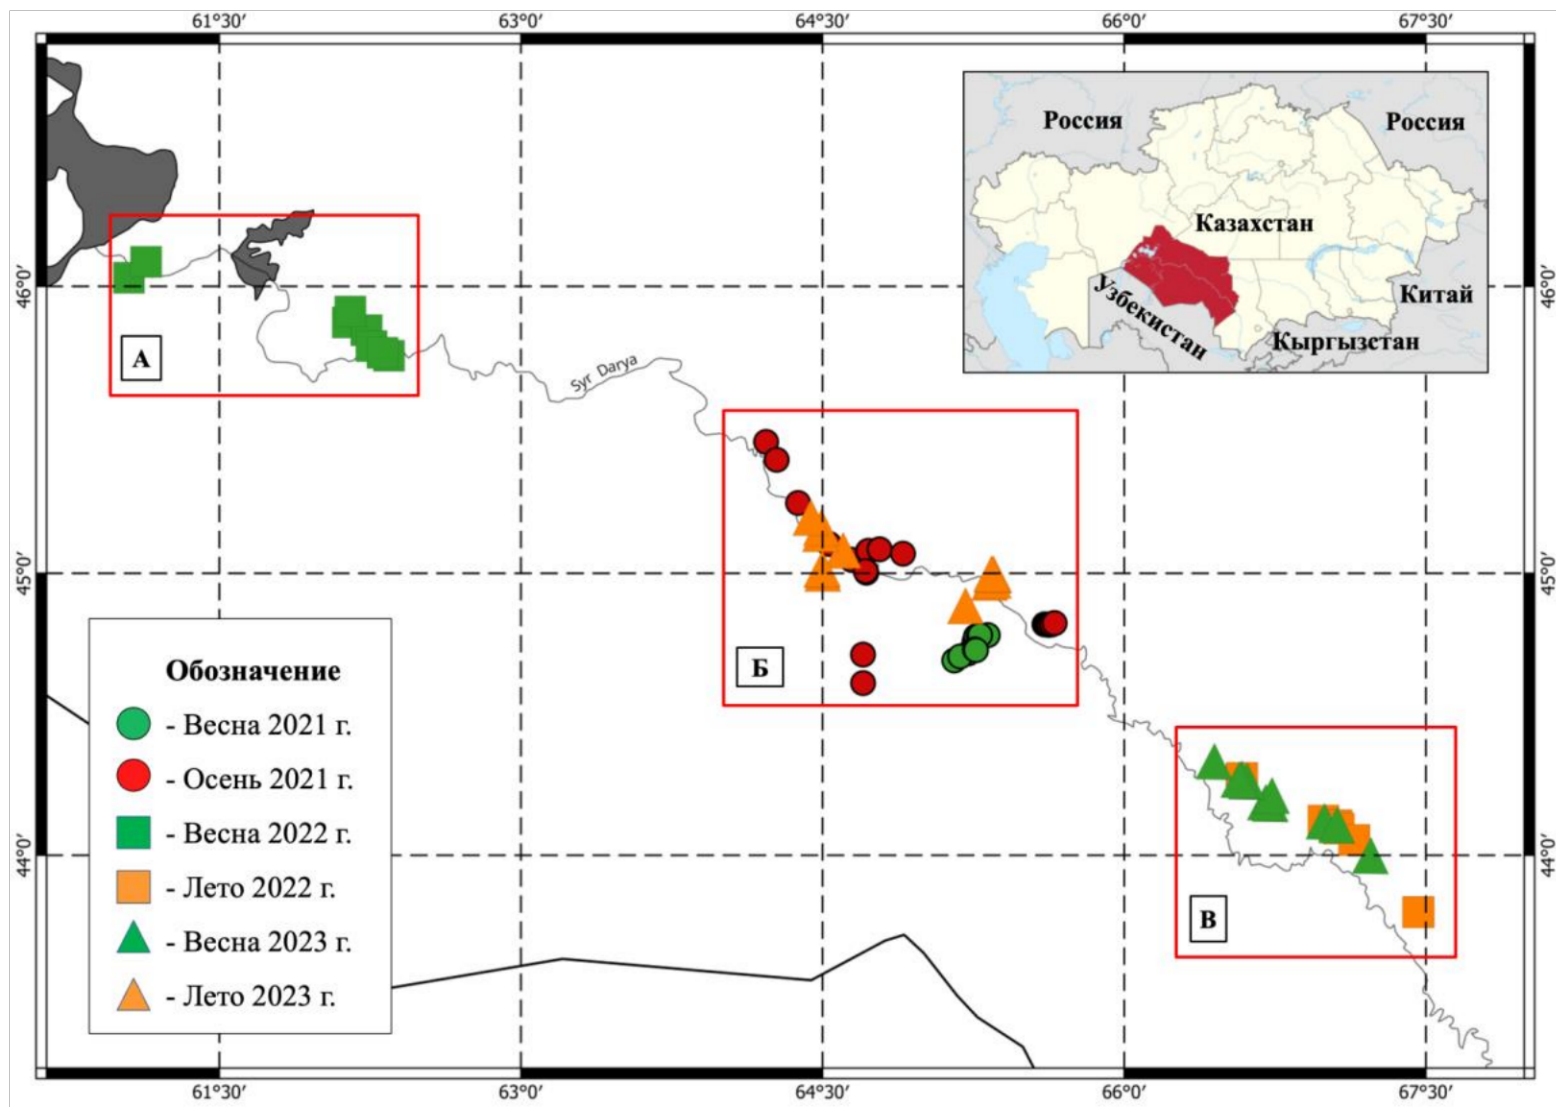 61°30′ 63°0′ 64°30′ 66°0′ 67°30′
Россия
Россия
Казахстан
Узбекистан
Китай
Кыргызстан
46°0′
46°0′
А
Syr Darya
45°0′
45°0′
Б
Обозначение
- Весна 2021 г.
- Осень 2021 г.
- Весна 2022 г.
- Лето 2022 г.
- Весна 2023 г.
- Лето 2023 г.
44°0′
44°0′
В
61°30′ 63°0′ 64°30′ 66°0′ 67°30′